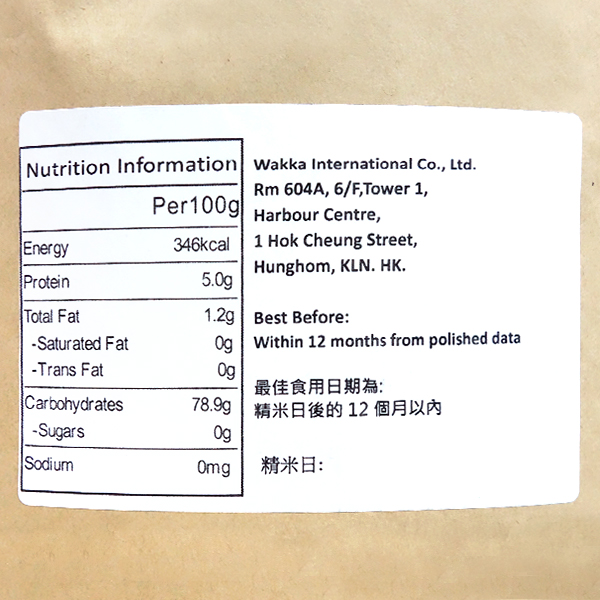 Nutrition Information
Per100g
Energy 346kcal
Protein 5.0g
Total Fat 1.2g
-Saturated Fat 0g
-Trans Fat 0g
Carbohydrates 78.9g
-Sugars 0g
Sodium 0mg
Wakka International Co., Ltd.
Rm 604A, 6/F,Tower 1,
Harbour Centre,
1 Hok Cheung Street,
Hunghom, KLN. HK.
Best Before:
Within 12 months from polished data
最佳食用日期為:
精米日後的 12 個月以內
精米日: